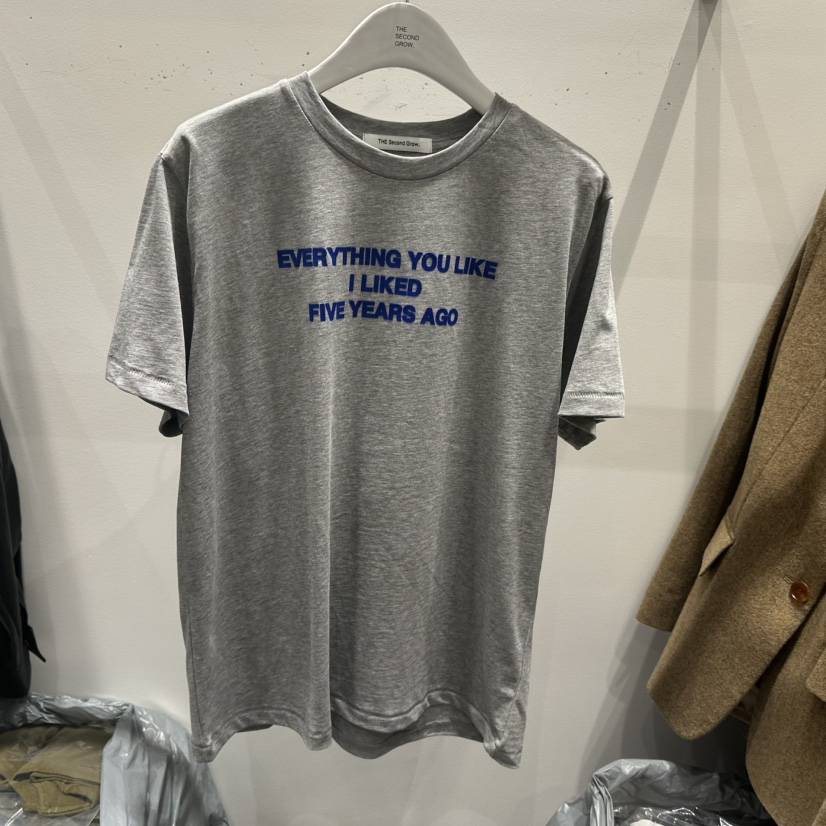 THE
SECOND
GROW.
THE Second Grow.
EVERYTHING YOU LIKE
I LIKED
FIVE YEARS AGO